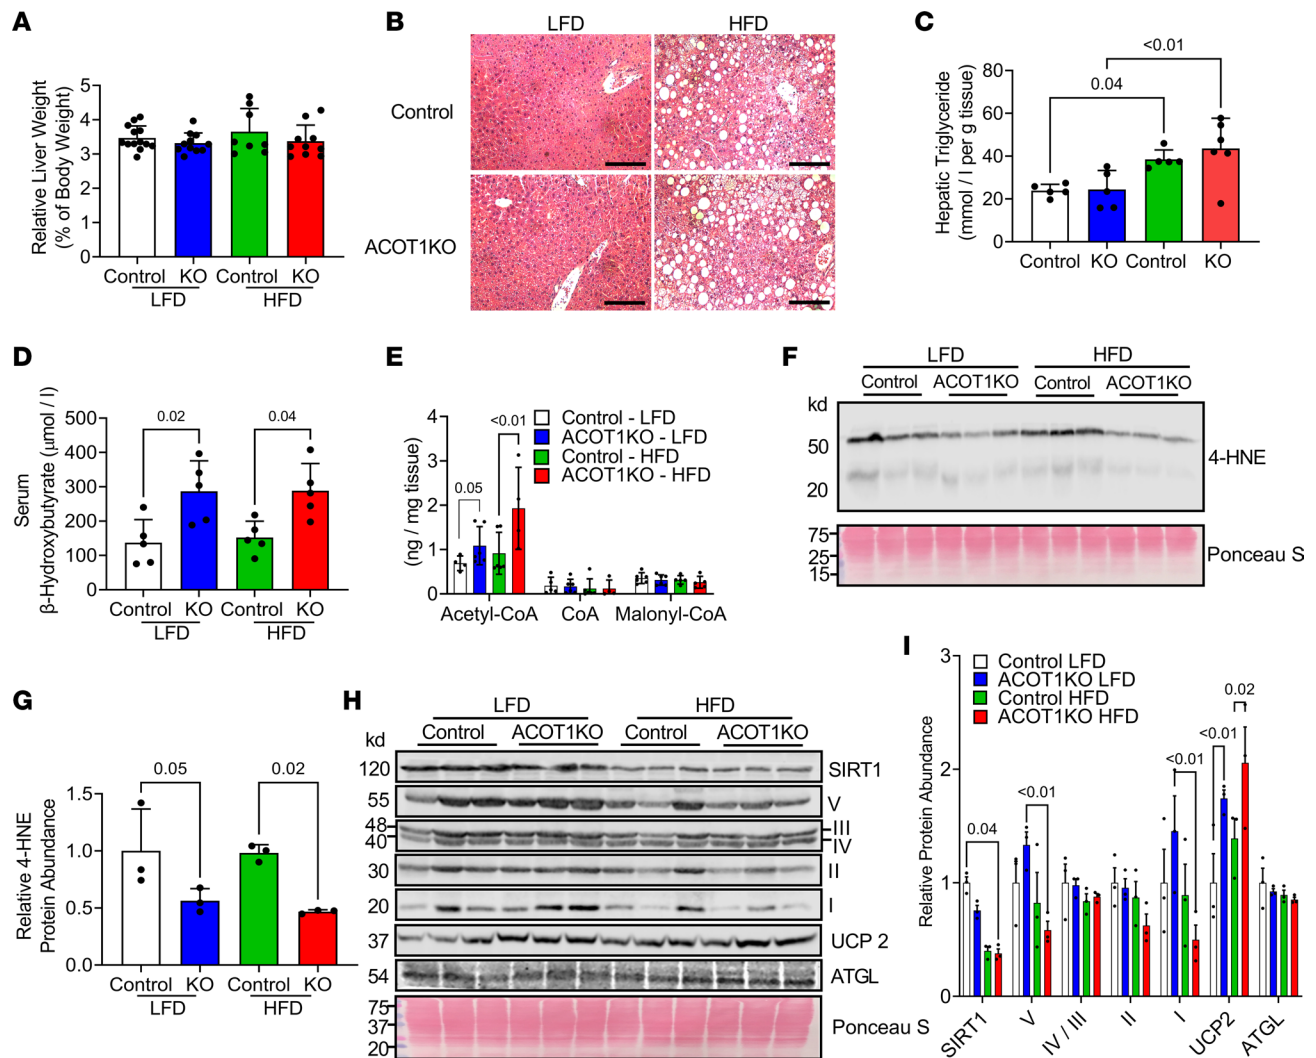 A
Relative Liver Weight
(% of Body Weight)
5
4
3
2
1
0
Control KO Control KO
LFD HFD
B
LFD HFD
Control
ACOT1KO
C
Hepatic Triglyceride
(mmol / l per g tissue)
80
60
40
20
0
<0.01
0.04
Control KO Control KO
D
Serum
β-Hydroxybutyrate (μmol / l)
500
400
300
200
100
0
0.02 0.04
Control KO Control KO
LFD HFD
E
(ng / mg tissue)
4
3
2
1
0
<0.01
0.05
Control - LFD
ACOT1KO - LFD
Control - HFD
ACOT1KO - HFD
Acetyl-CoA CoA Malonyl-CoA
F
LFD HFD
Control ACOT1KO Control ACOT1KO
kd
50
20
4-HNE
75
25
15
Ponceau S
G
Relative 4-HNE
Protein Abundance
1.5
1.0
0.5
0.0
0.05 0.02
Control KO Control KO
LFD HFD
H
LFD HFD
Control ACOT1KO Control ACOT1KO
kd
120 SIRT1
55 V
48 III
40 IV
30 II
20 I
37 UCP 2
54 ATGL
75
37
20
Ponceau S
I
Relative Protein Abundance
3
2
1
0
Control LFD
ACOT1KO LFD
Control HFD
ACOT1KO HFD
0.04
<0.01
<0.01
<0.01
0.02
SIRT1 V IV / III II I UCP2 ATGL